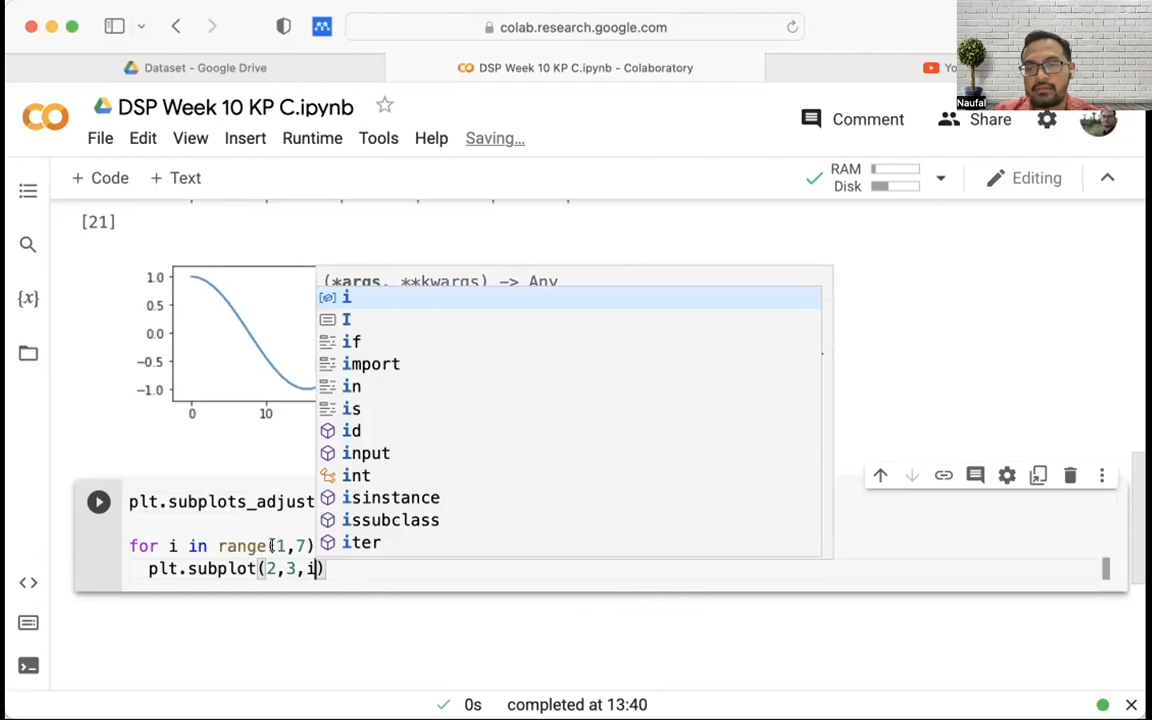 colab.research.google.com
Dataset - Google Drive
DSP Week 10 KP C.ipynb - Colaboratory
Naufal
DSP Week 10 KP C.ipynb
File Edit View Insert Runtime Tools Help Saving...
Comment Share
+ Code + Text
RAM
Disk
Editing
[21]
1.0
0.5
0.0
−0.5
−1.0
0 10
(*args, **kwargs) -> Any
i
I
if
import
in
is
id
input
int
isinstance
issubclass
iter
{x}
plt.subplots_adjust
for i in range(1,7)
plt.subplot(2,3,i)
0s completed at 13:40